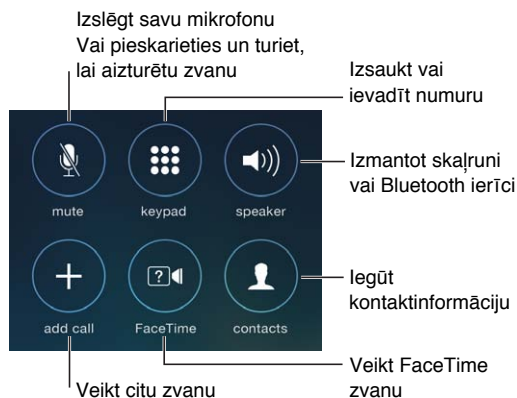 Izslēgt savu mikrofonu
Vai pieskarieties un turiet,
lai aizturētu zvanu
Izsaukt vai
ievadīt numuru
Izmantot skaļruni
vai Bluetooth ierīci
mute
keypad
speaker
?
Iegūt
kontaktinformāciju
add call
FaceTime
contacts
Veikt FaceTime
zvanu
Veikt citu zvanu